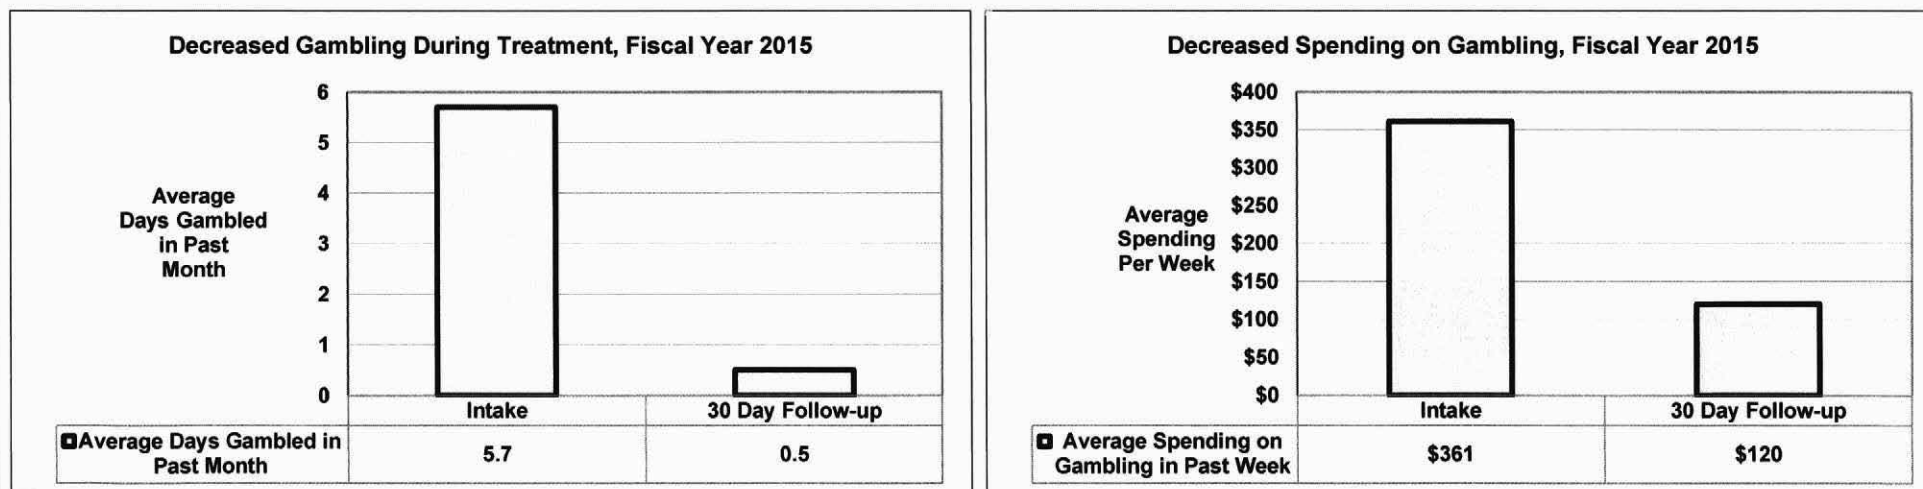 Decreased Gambling During Treatment, Fiscal Year 2015
6
5
4
3
2
1
0
Average
Days Gambled
in Past
Month
Intake
30 Day Follow-up
Average Days Gambled in
Past Month
5.7
0.5
Decreased Spending on Gambling, Fiscal Year 2015
$400
$350
$300
$250
$200
$150
$100
$50
$0
Average
Spending
Per Week
Intake
30 Day Follow-up
Average Spending on
Gambling in Past Week
$361
$120